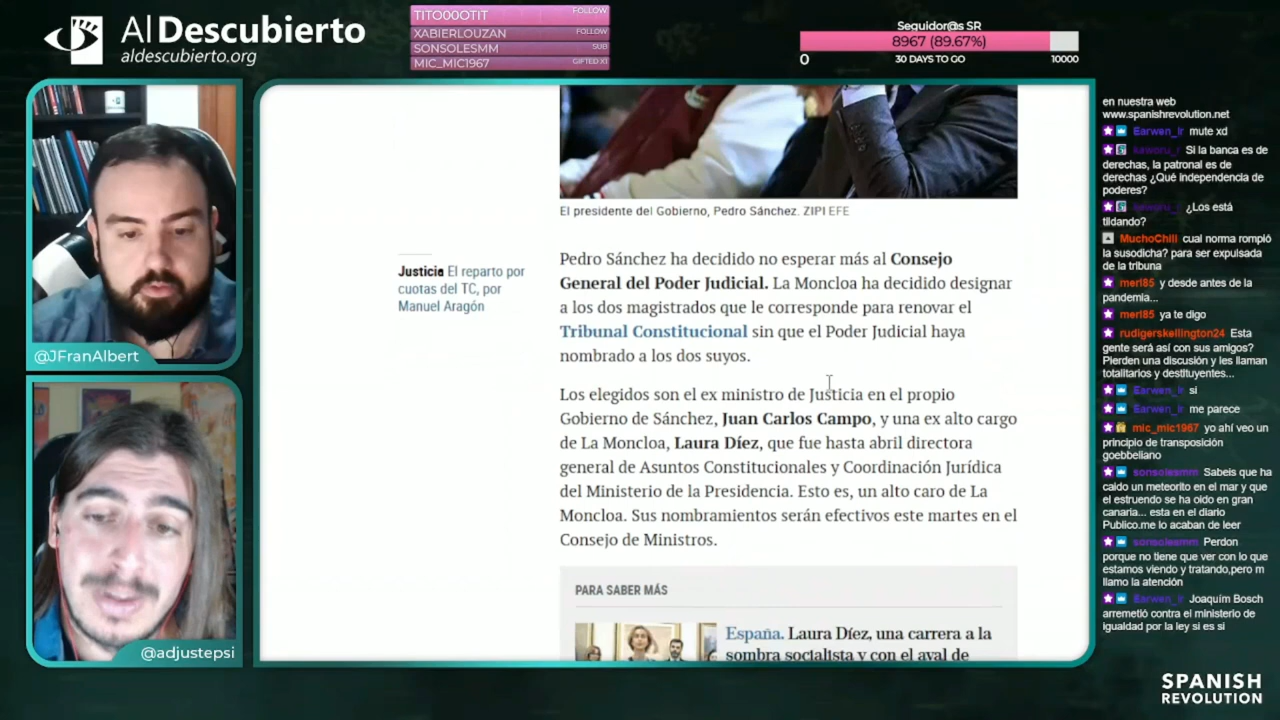 Al Descubierto
aldescubierto.org
TITO00OTIT FOLLOW
XABIERLOUZAN FOLLOW
SONSOLESMM SUB
MIC_MIC1967 GIFTED X1
Seguidor@s SR
8967 (89.67%)
0 30 DAYS TO GO 10000
@JFranAlbert
@adjustepsi
El presidente del Gobierno, Pedro Sánchez. ZIPI EFE
Justicia El reparto por
cuotas del TC, por
Manuel Aragón
Pedro Sánchez ha decidido no esperar más al Consejo
General del Poder Judicial. La Moncloa ha decidido designar
a los dos magistrados que le corresponde para renovar el
Tribunal Constitucional sin que el Poder Judicial haya
nombrado a los dos suyos.
Los elegidos son el ex ministro de Justicia en el propio
Gobierno de Sánchez, Juan Carlos Campo, y una ex alto cargo
de La Moncloa, Laura Díez, que fue hasta abril directora
general de Asuntos Constitucionales y Coordinación Jurídica
del Ministerio de la Presidencia. Esto es, un alto caro de La
Moncloa. Sus nombramientos serán efectivos este martes en el
Consejo de Ministros.
PARA SABER MÁS
España. Laura Díez, una carrera a la
sombra socialista y con el aval de
en nuestra web
www.spanishrevolution.net
Earwen_Ir mute xd
Si la banca es de
derechas, la patronal es de
derechas ¿Qué independencia de
poderes?
¿Los está
tildando?
MuchoChili cual norma rompió
la susodicha? para ser expulsada
de la tribuna
merl85 y desde antes de la
pandemia...
merl85 ya te digo
rudigerskellington24 Esta
gente será así con sus amigos?
Pierden una discusión y les llaman
totalitarios y destituyentes...
Earwen_Ir si
Earwen_Ir me parece
mic_mic1967 yo ahí veo un
principio de transposición
goebbeliano
sonsolesmm Sabeis que ha
caldo un meteorito en el mar y que
el estruendo se ha oido en gran
canaria... esta en el diario
Publico.me lo acaban de leer
sonsolesmm Perdon
porque no tiene que ver con lo que
estamos viendo y tratando,pero m
llamo la atención
Earwen_Ir Joaquím Bosch
arremetió contra el ministerio de
igualdad por la ley si es si
SPANISH
REVOLUTION